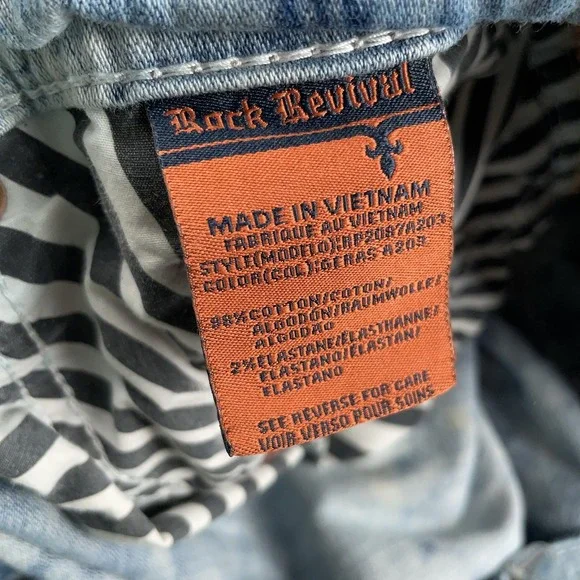 Rock Revival
MADE IN VIETNAM
FABRIQUE AU VIETNAM
STYLE(MODELO):RP2087A203
COLOR(COL):GERAS-A203
98%COTTON/COTON/
ALGODÓN/BAUMWOLLE/
ALGODÃO
2%ELASTANE/ELASTHANNE/
ELASTANO/ELASTAN/
ELASTANO
SEE REVERSE FOR CARE
VOIR VERSO POUR SOINS